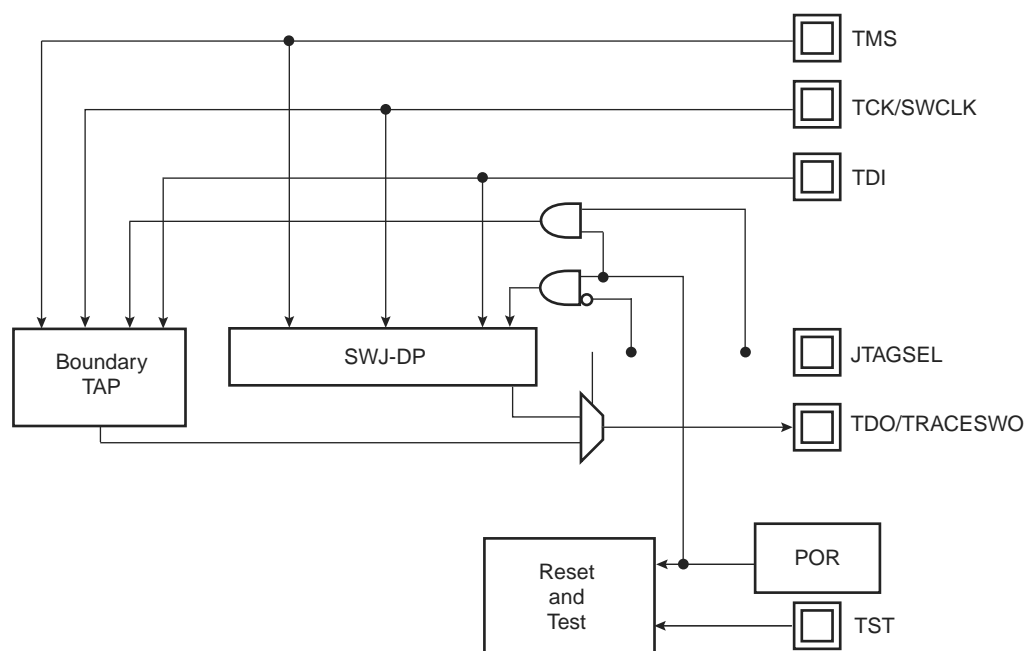 TMS
TCK/SWCLK
TDI
Boundary
TAP
SWJ-DP
JTAGSEL
TDO/TRACESWO
Reset
and
Test
POR
TST